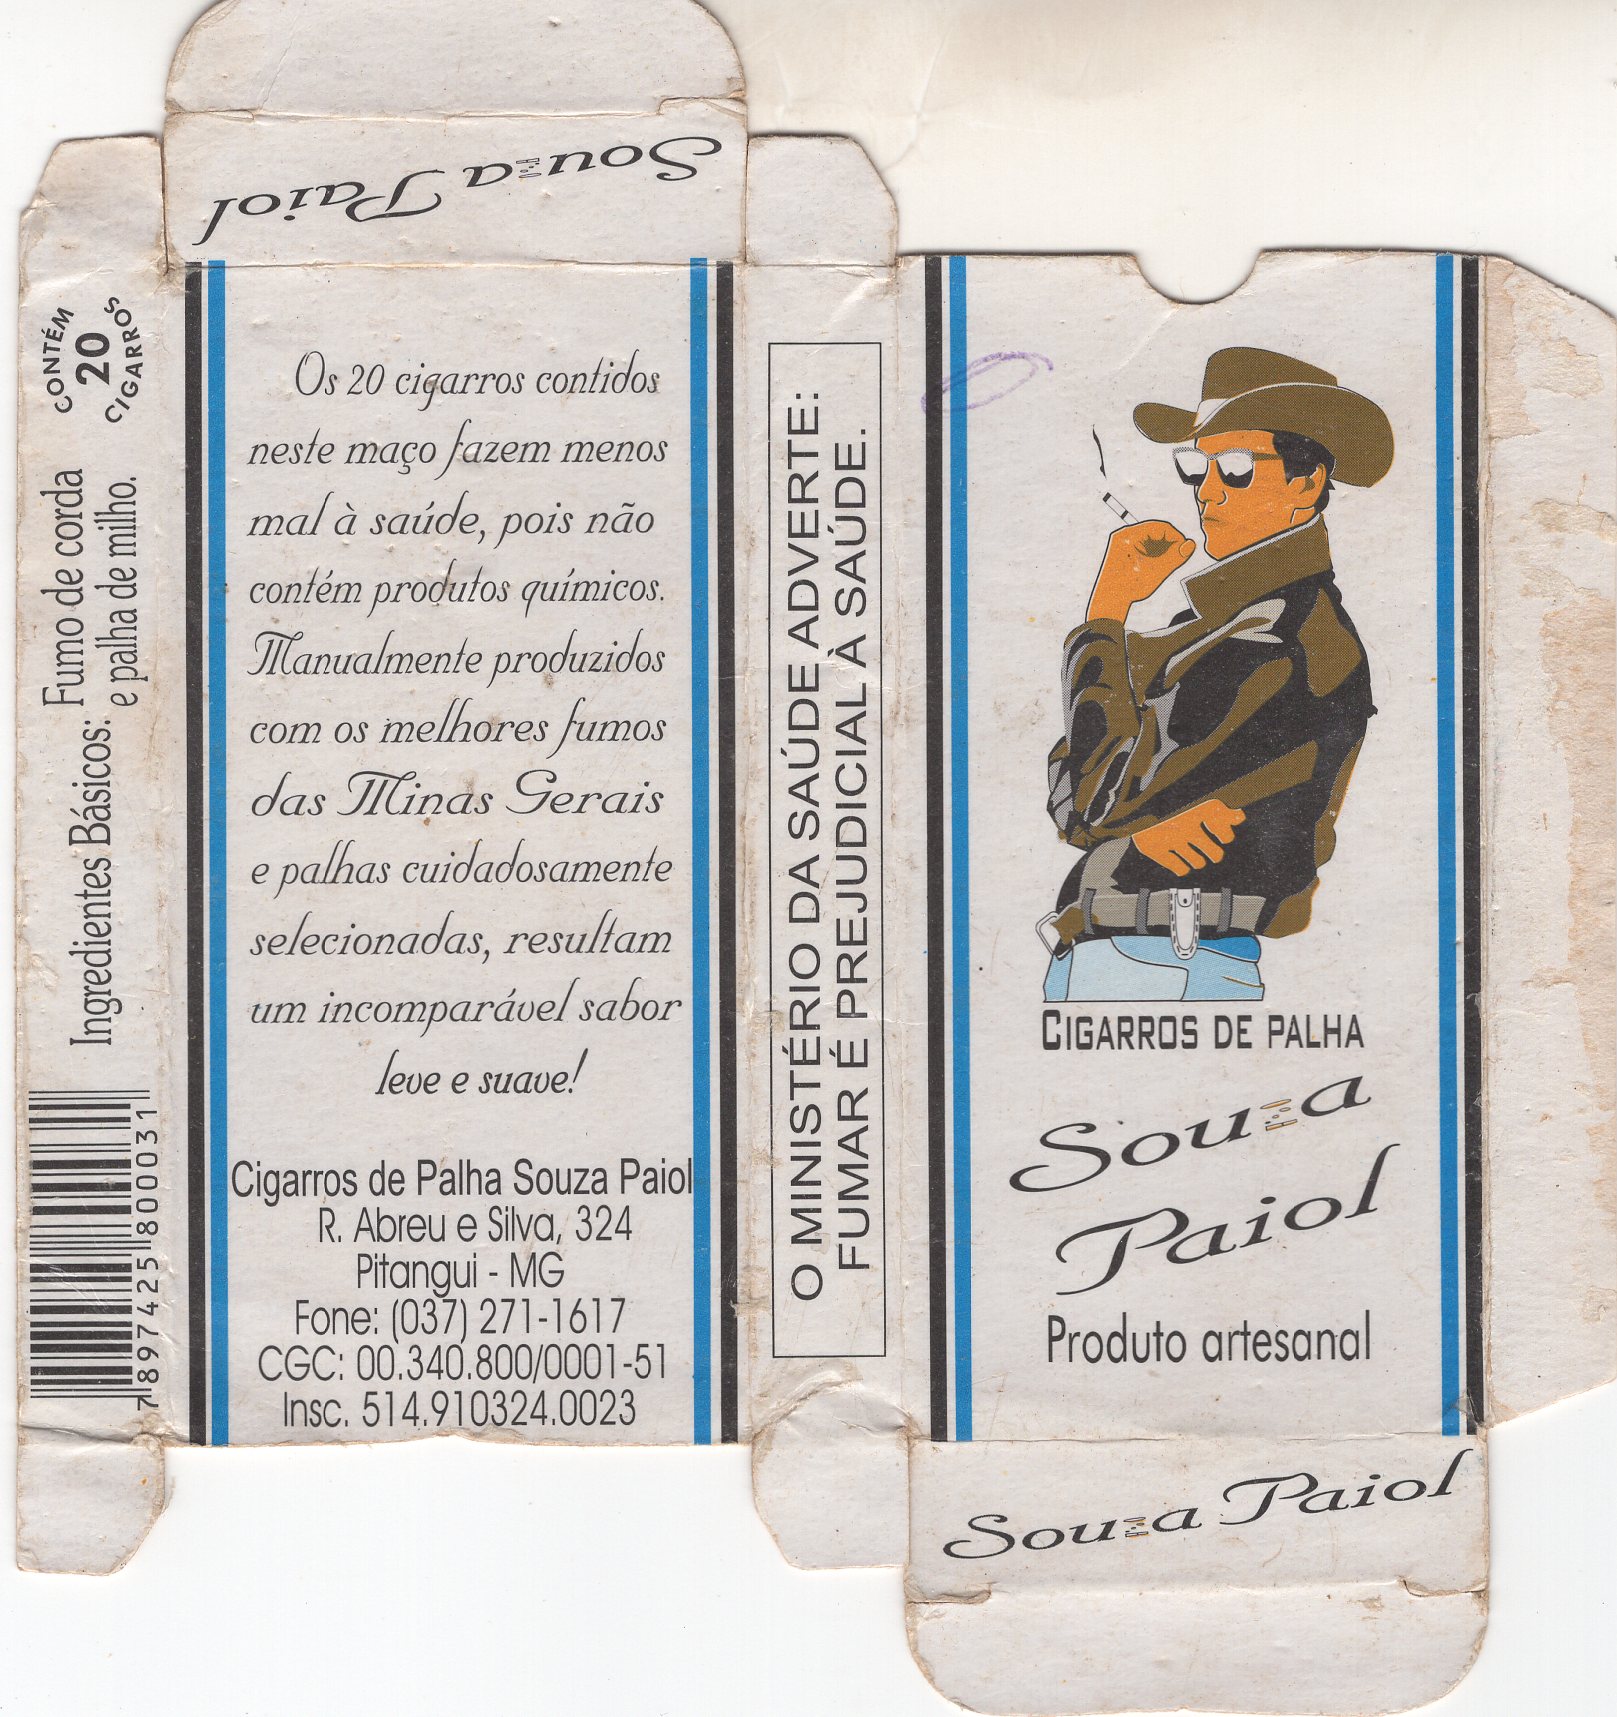 Souza Paiol
CONTÉM
20
CIGARROS
Ingredientes Básicos: Fumo de corda
e palha de milho.
7897425800031
Os 20 cigarros contidos
neste maço fazem menos
mal à saúde, pois não
contém produtos químicos.
Manualmente produzidos
com os melhores fumos
das Minas Gerais
e palhas cuidadosamente
selecionadas, resultam
um incomparável sabor
leve e suave!
Cigarros de Palha Souza Paiol
R. Abreu e Silva, 324
Pitangui - MG
Fone: (037) 271-1617
CGC: 00.340.800/0001-51
Insc. 514.910324.0023
O MINISTÉRIO DA SAÚDE ADVERTE:
FUMAR É PREJUDICIAL À SAÚDE.
CIGARROS DE PALHA
Souza
Paiol
Produto artesanal
Souza Paiol